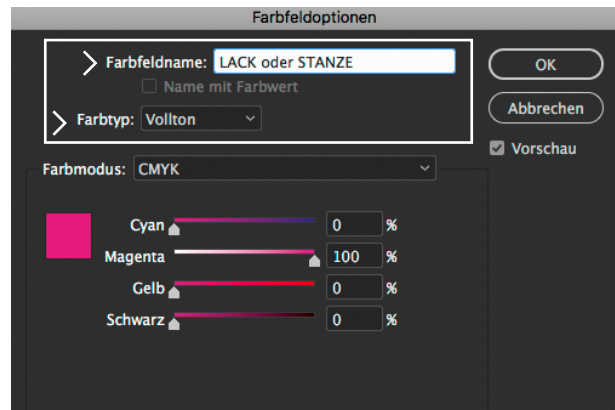 Farbfeldoptionen
Farbfeldname: LACK oder STANZE
Name mit Farbwert
Farbtyp: Vollton
OK
Abbrechen
Vorschau
Farbmodus: CMYK
Cyan 0 %
Magenta 100 %
Gelb 0 %
Schwarz 0 %